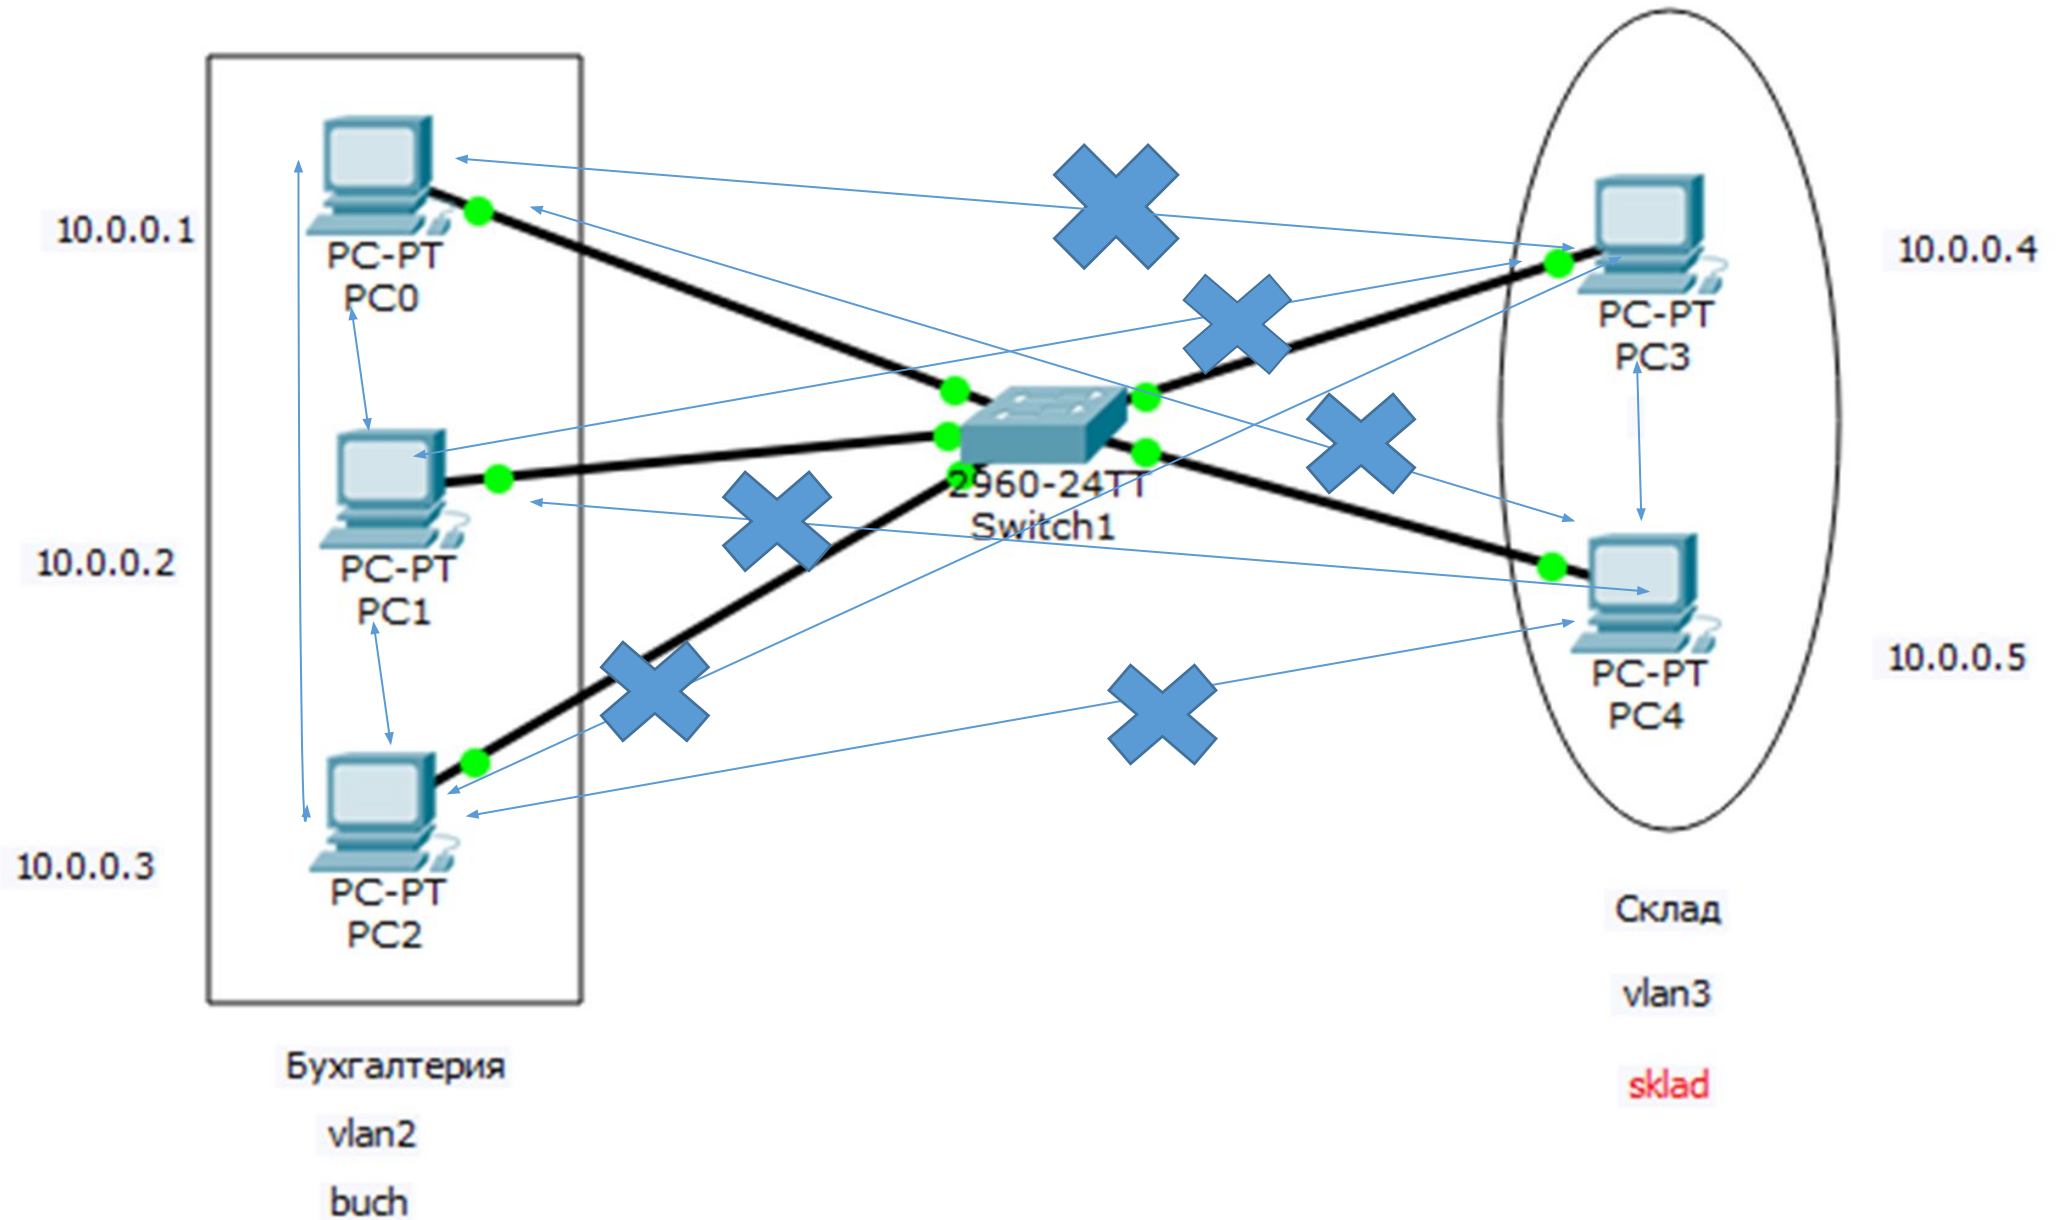 10.0.0.1
PC-PT
PC0
10.0.0.2
PC-PT
PC1
10.0.0.3
PC-PT
PC2
Бухгалтерия
vlan2
buch
2960-24TT
Switch1
PC-PT
PC3
10.0.0.4
PC-PT
PC4
10.0.0.5
Склад
vlan3
sklad